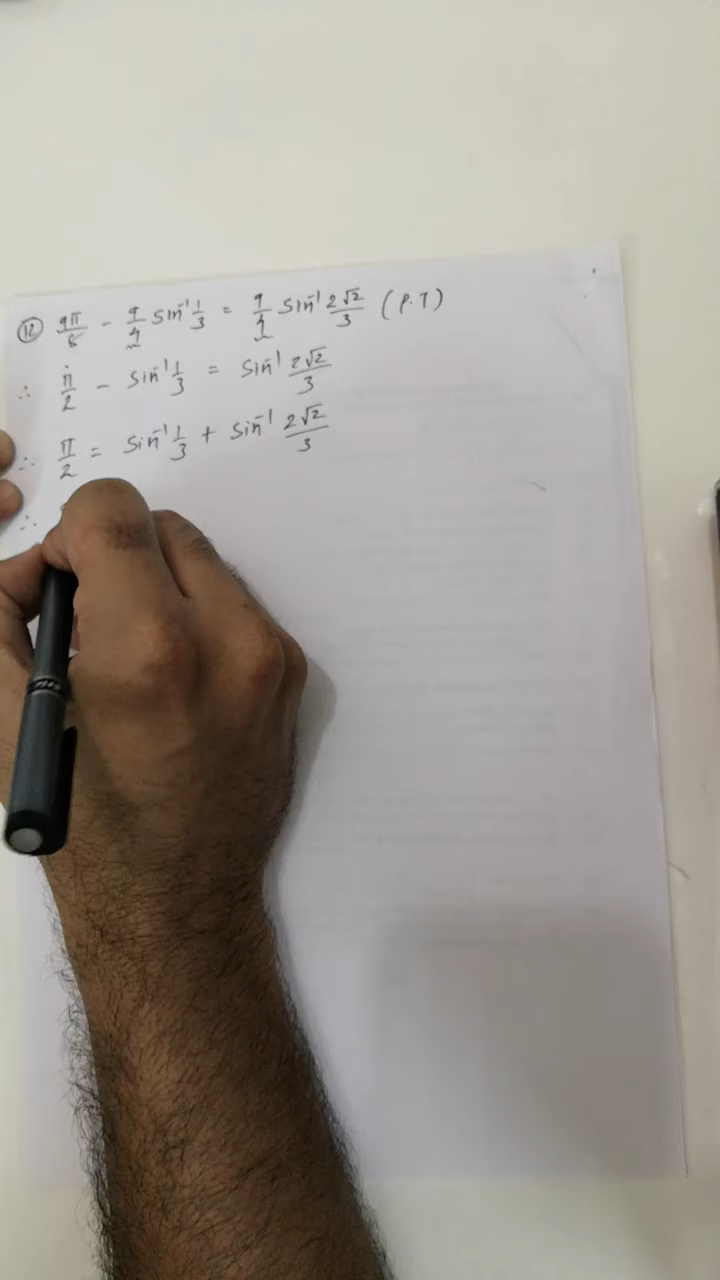 (12) 9π/8 - 9/4 sin⁻¹ 1/3 = 9/4 sin⁻¹ 2√2/3 (P.T)
∴ π/2 - sin⁻¹ 1/3 = sin⁻¹ 2√2/3
∴ π/2 = sin⁻¹ 1/3 + sin⁻¹ 2√2/3
∴